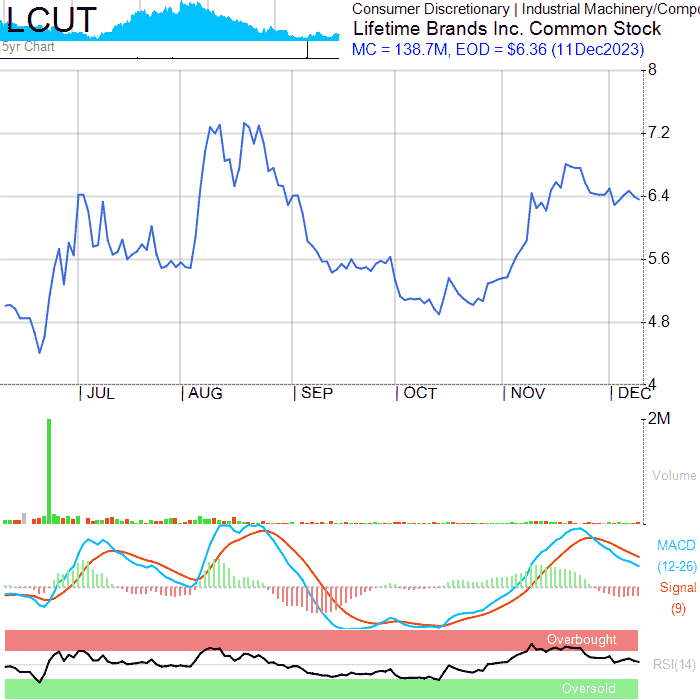 LCUT
5yr Chart
Consumer Discretionary | Industrial Machinery/Compo
Lifetime Brands Inc. Common Stock
MC = 138.7M, EOD = $6.36 (11Dec2023)
8
7.2
6.4
5.6
4.8
4
JUL AUG SEP OCT NOV DEC
2M
Volume
MACD
(12-26)
Signal
(9)
Overbought
RSI(14)
Oversold